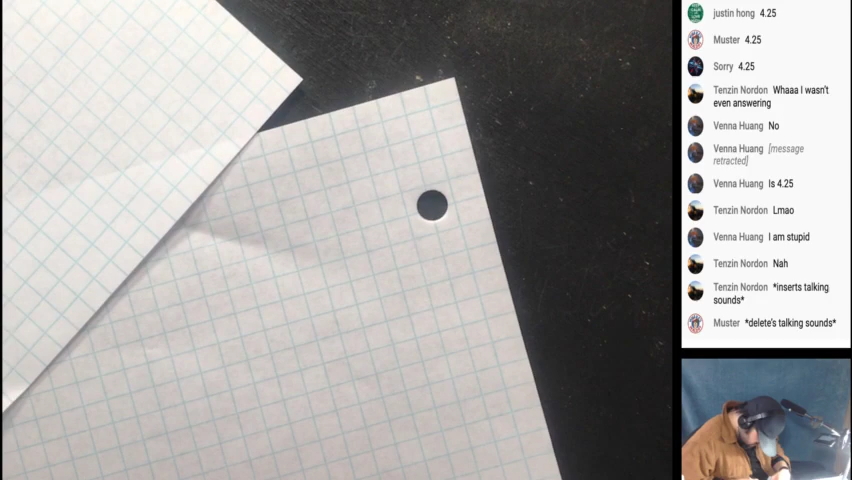 justin hong 4.25
Muster 4.25
Sorry 4.25
Tenzin Nordon Whaaa I wasn't
even answering
Venna Huang No
Venna Huang [message
retracted]
Venna Huang Is 4.25
Tenzin Nordon Lmao
Venna Huang I am stupid
Tenzin Nordon Nah
Tenzin Nordon *inserts talking
sounds*
Muster *delete's talking sounds*